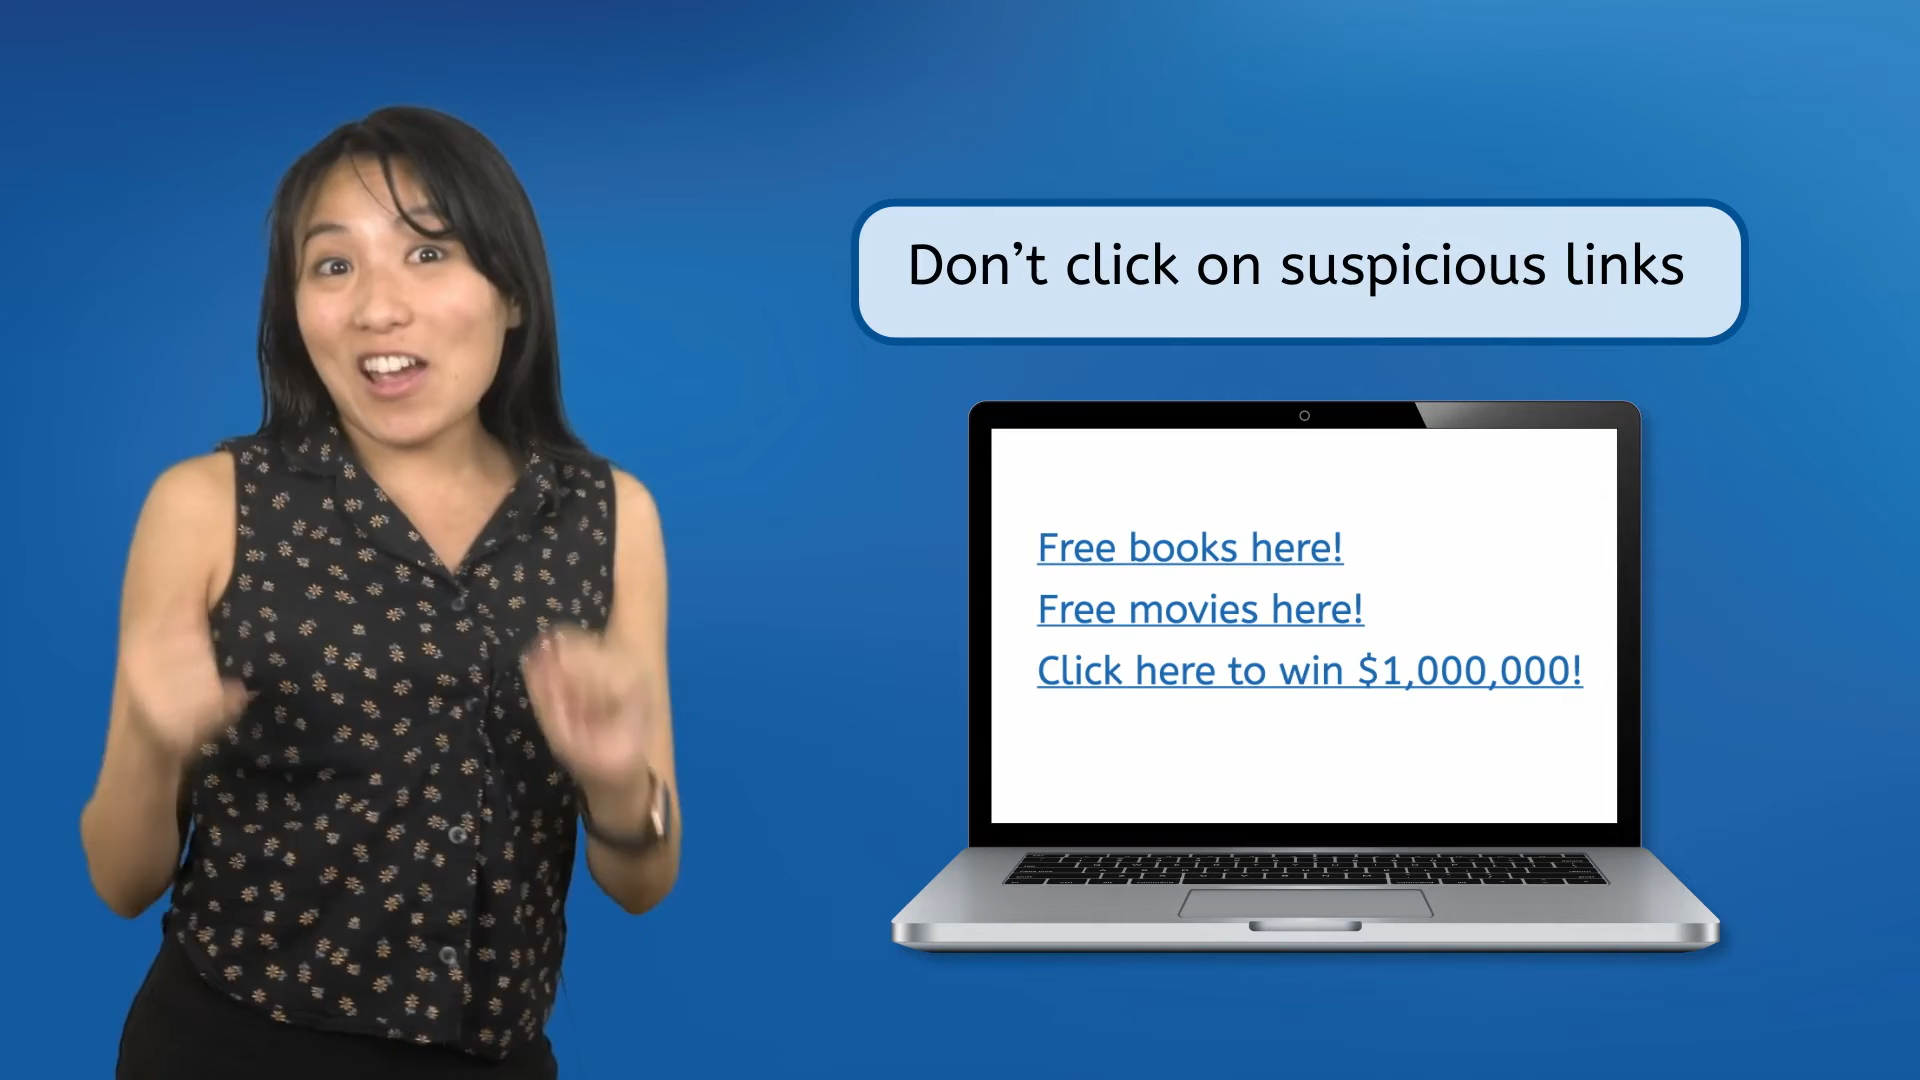 Don’t click on suspicious links
Free books here!
Free movies here!
Click here to win $1,000,000!